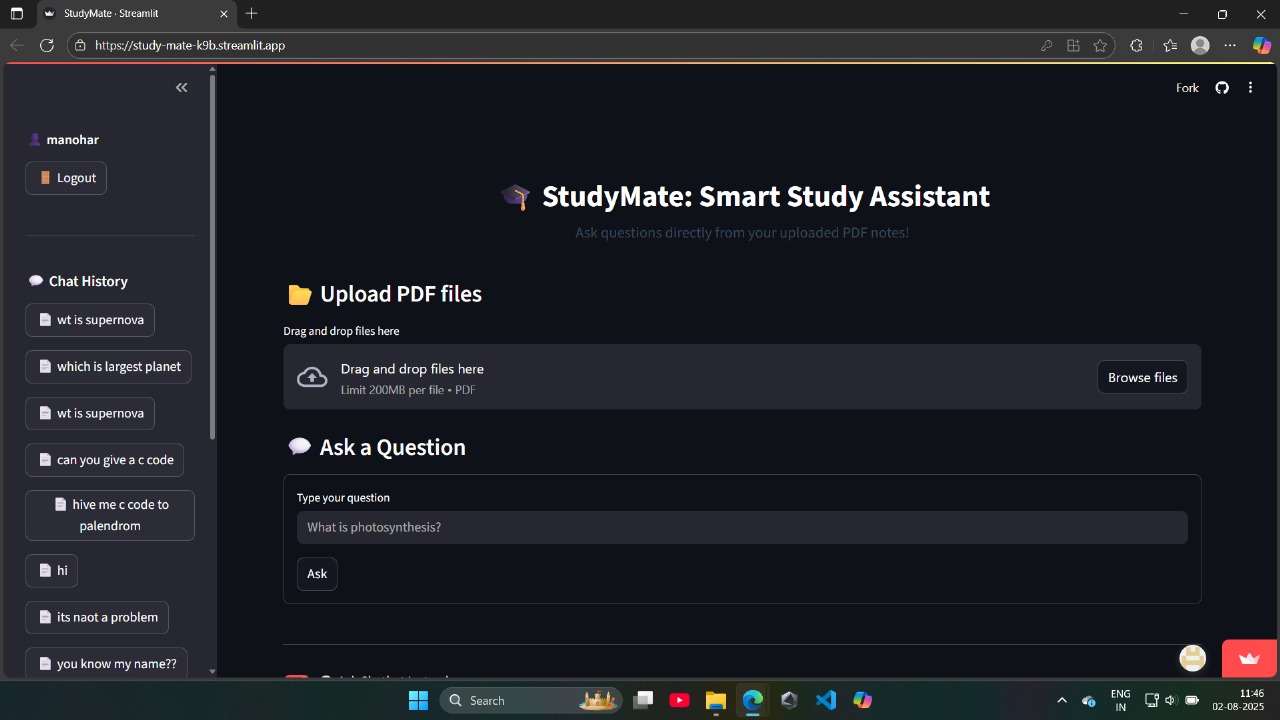 StudyMate · Streamlit
https://study-mate-k9b.streamlit.app
Fork
manohar
Logout
Chat History
wt is supernova
which is largest planet
wt is supernova
can you give a c code
hive me c code to
palendrom
hi
its naot a problem
you know my name??
StudyMate: Smart Study Assistant
Ask questions directly from your uploaded PDF notes!
Upload PDF files
Drag and drop files here
Drag and drop files here
Limit 200MB per file • PDF
Browse files
Ask a Question
Type your question
What is photosynthesis?
Ask
Search
ENG
IN
11:46
02-08-2025